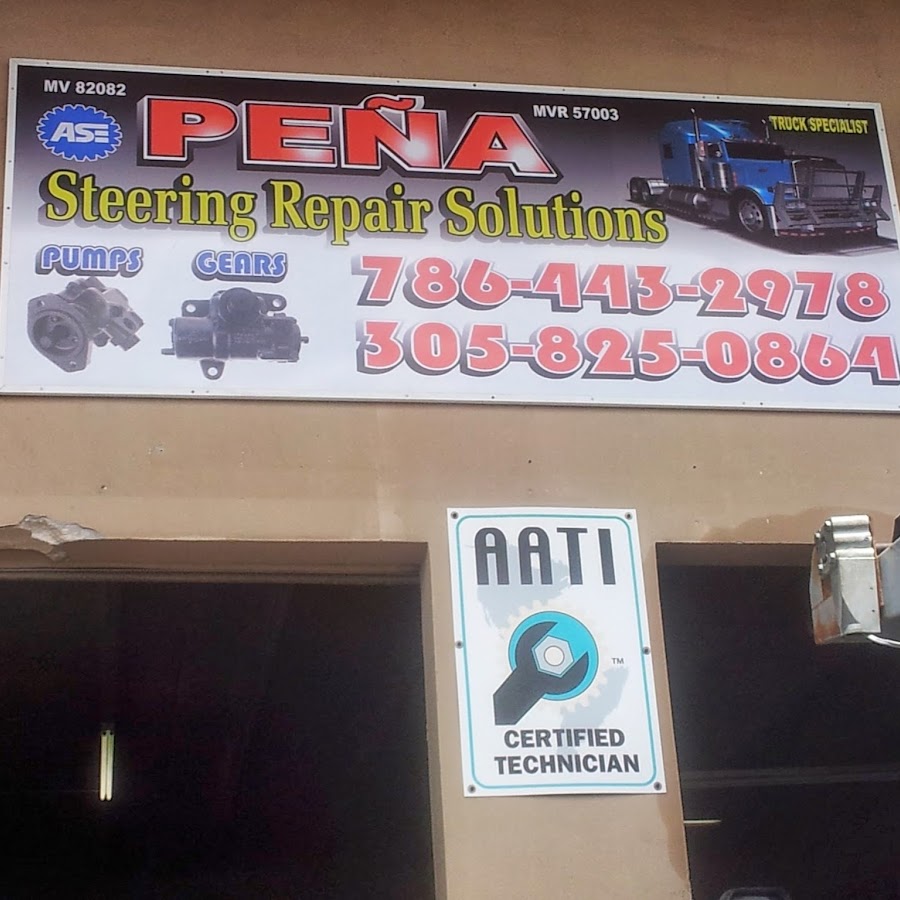 MV 82082
MVR 57003
TRUCK SPECIALIST
ASE
PEÑA
Steering Repair Solutions
PUMPS
GEARS
786-443-2978
305-825-0864
AATI
TM
CERTIFIED
TECHNICIAN